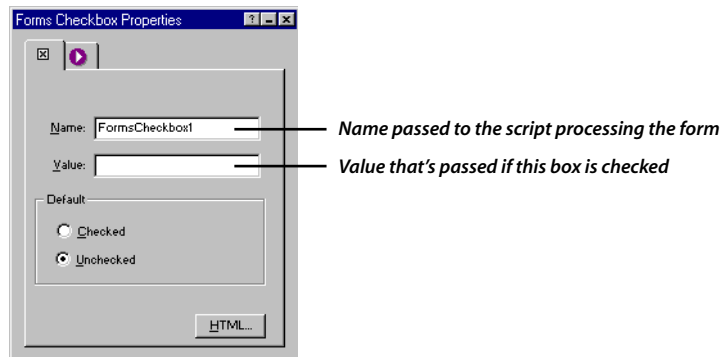 Forms Checkbox Properties
Name: FormsCheckbox1
Name passed to the script processing the form
Value:
Value that's passed if this box is checked
Default
Checked
Unchecked
HTML...